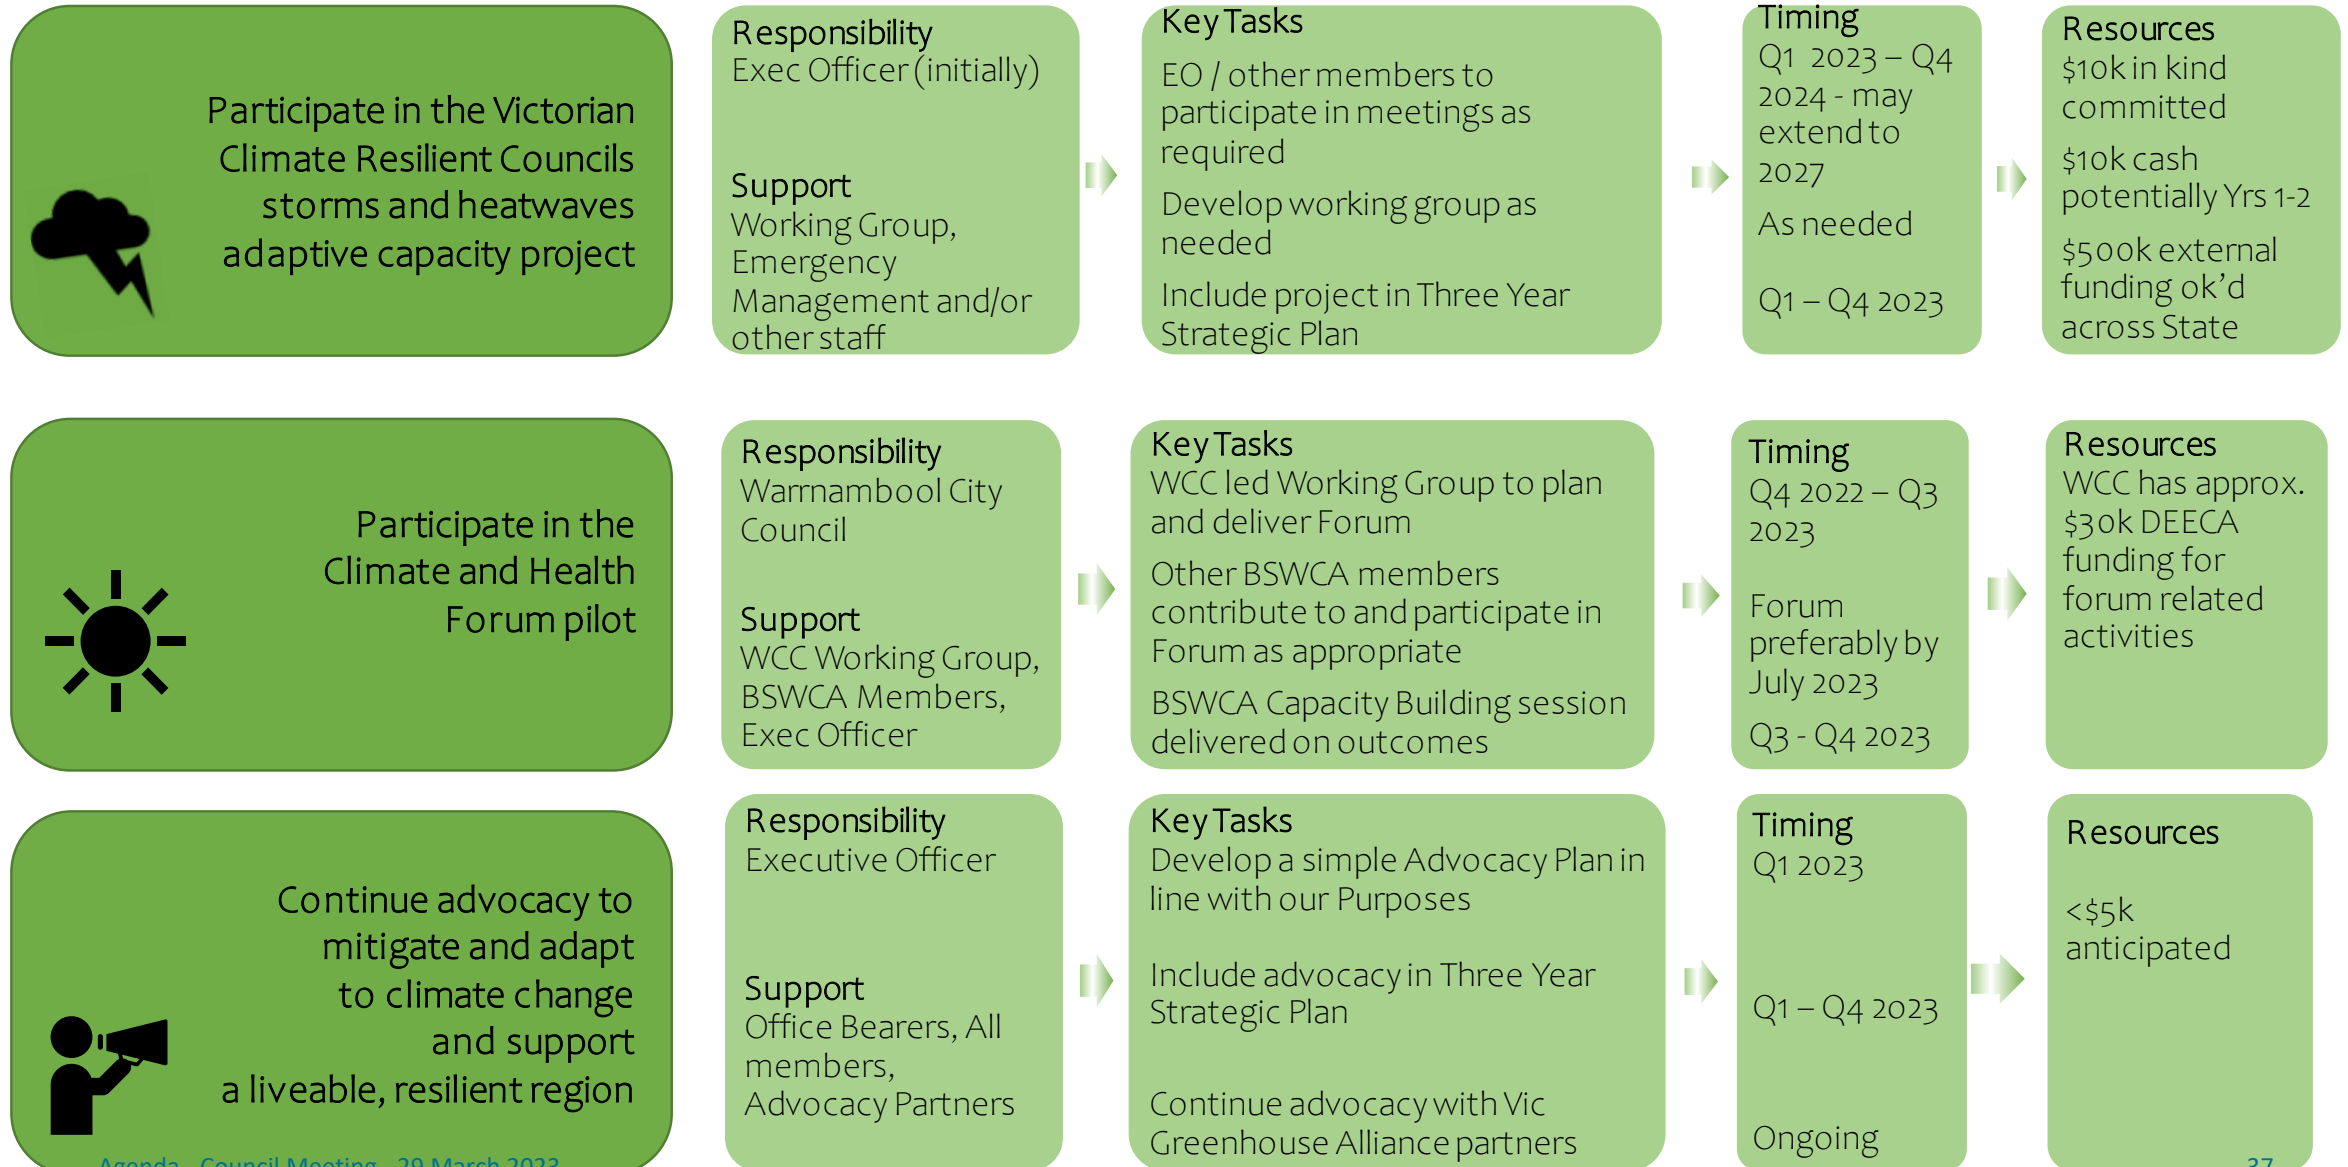 Participate in the Victorian
Climate Resilient Councils
storms and heatwaves
adaptive capacity project
Responsibility
Exec Officer (initially)
Support
Working Group,
Emergency
Management and/or
other staff
Key Tasks
EO / other members to
participate in meetings as
required
Develop working group as
needed
Include project in Three Year
Strategic Plan
Timing
Q1 2023 – Q4
2024 - may
extend to
2027
As needed
Q1 – Q4 2023
Resources
$10k in kind
committed
$10k cash
potentially Yrs 1-2
$500k external
funding ok’d
across State
Participate in the
Climate and Health
Forum pilot
Responsibility
Warrnambool City
Council
Support
WCC Working Group,
BSWCA Members,
Exec Officer
Key Tasks
WCC led Working Group to plan
and deliver Forum
Other BSWCA members
contribute to and participate in
Forum as appropriate
BSWCA Capacity Building session
delivered on outcomes
Timing
Q4 2022 – Q3
2023
Forum
preferably by
July 2023
Q3 - Q4 2023
Resources
WCC has approx.
$30k DEECA
funding for
forum related
activities
Continue advocacy to
mitigate and adapt
to climate change
and support
a liveable, resilient region
Responsibility
Executive Officer
Support
Office Bearers, All
members,
Advocacy Partners
Key Tasks
Develop a simple Advocacy Plan in
line with our Purposes
Include advocacy in Three Year
Strategic Plan
Continue advocacy with Vic
Greenhouse Alliance partners
Timing
Q1 2023
Q1 – Q4 2023
Ongoing
Resources
<$5k
anticipated
Agenda - Council Meeting - 29 March 2023
37